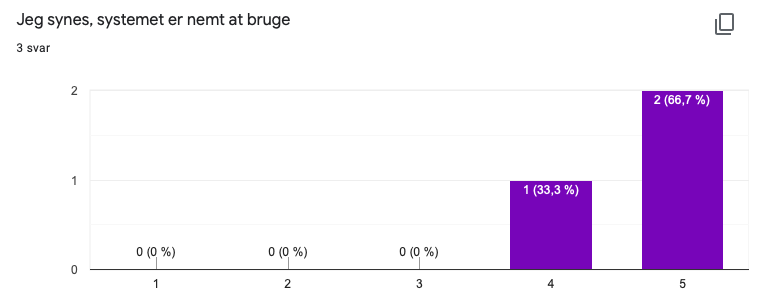 Jeg synes, systemet er nemt at bruge
3 svar
2
2 (66,7 %)
1
1 (33,3 %)
0 (0 %)
0 (0 %)
0 (0 %)
0
1
2
3
4
5